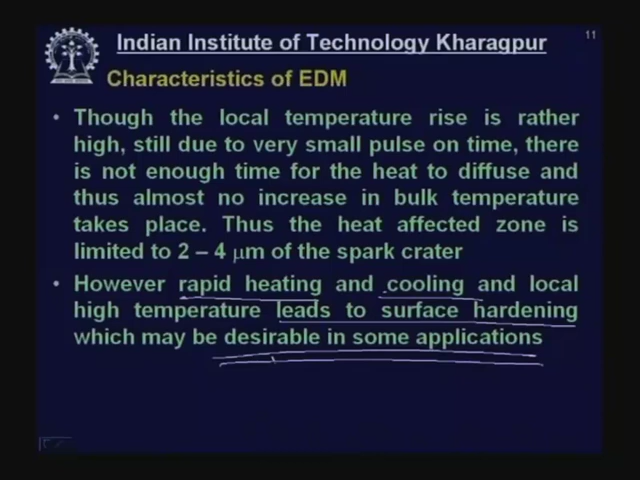 11
Indian Institute of Technology Kharagpur
Characteristics of EDM
• Though the local temperature rise is rather
high, still due to very small pulse on time, there
is not enough time for the heat to diffuse and
thus almost no increase in bulk temperature
takes place. Thus the heat affected zone is
limited to 2 – 4 μm of the spark crater
• However rapid heating and cooling and local
high temperature leads to surface hardening
which may be desirable in some applications